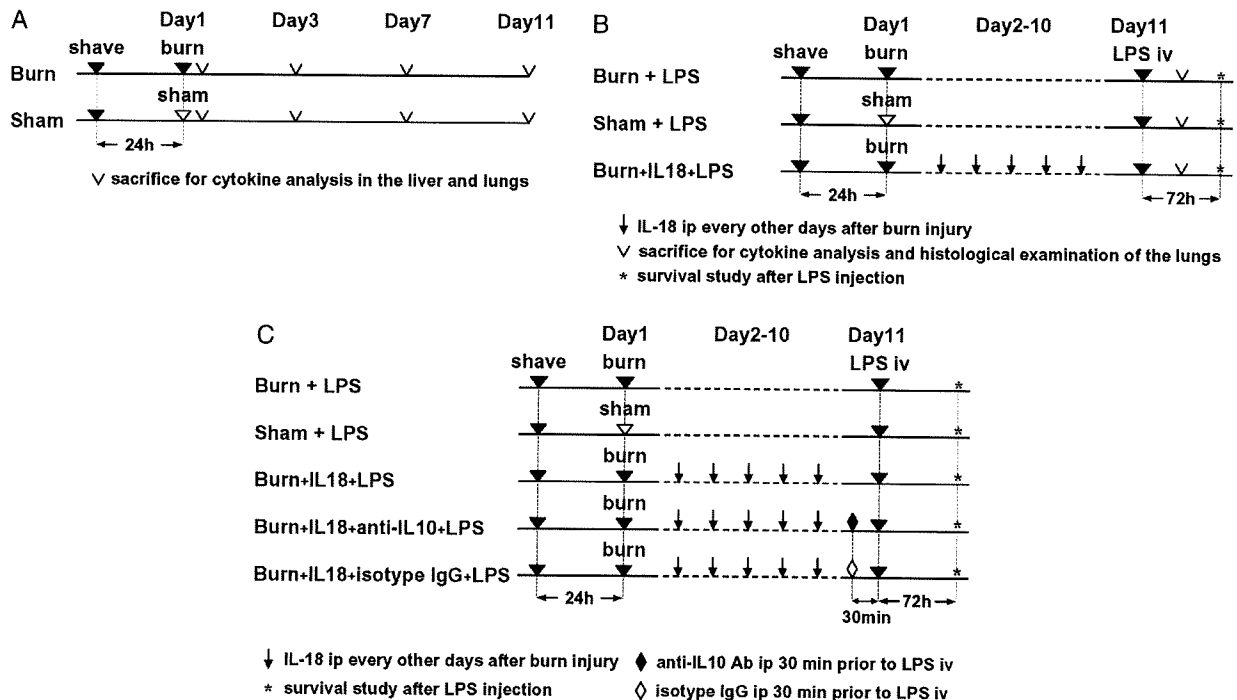 A
Day1 Day3 Day7 Day11
shave burn
Burn
sham
Sham
24h
∨ sacrifice for cytokine analysis in the liver and lungs
B
Day1 Day2-10 Day11
shave burn LPS iv
Burn + LPS
*
sham
Sham + LPS
*
burn
Burn+IL18+LPS
*
24h 72h
↓ IL-18 ip every other days after burn injury
∨ sacrifice for cytokine analysis and histological examination of the lungs
* survival study after LPS injection
C
Day1 Day2-10 Day11
shave burn LPS iv
Burn + LPS
*
sham
Sham + LPS
*
burn
Burn+IL18+LPS
*
burn
Burn+IL18+anti-IL10+LPS
*
burn
Burn+IL18+isotype IgG+LPS
*
24h 72h
30min
↓ IL-18 ip every other days after burn injury ♦ anti-IL10 Ab ip 30 min prior to LPS iv
* survival study after LPS injection ◊ isotype IgG ip 30 min prior to LPS iv